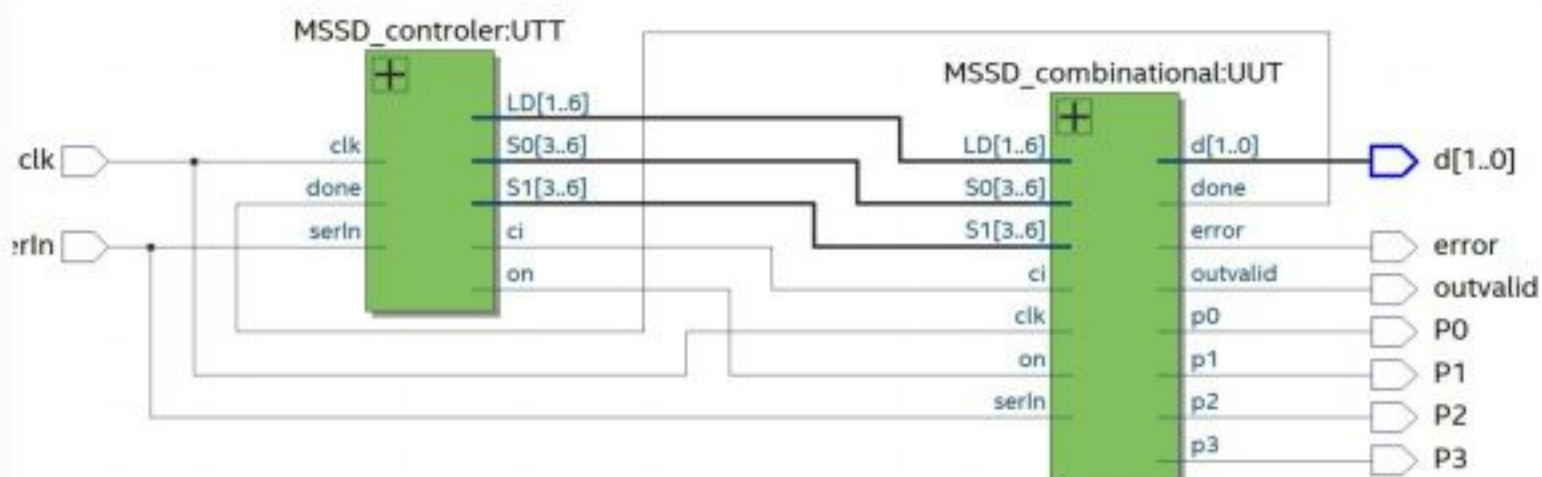 MSSD_controler:UTT
MSSD_combinational:UUT
LD[1..6]
clk
clk
S0[3..6]
done
S1[3..6]
erIn
serIn
ci
on
LD[1..6]
d[1..0]
d[1..0]
S0[3..6]
done
S1[3..6]
error
error
ci
outvalid
outvalid
clk
p0
P0
on
p1
P1
serIn
p2
P2
p3
P3